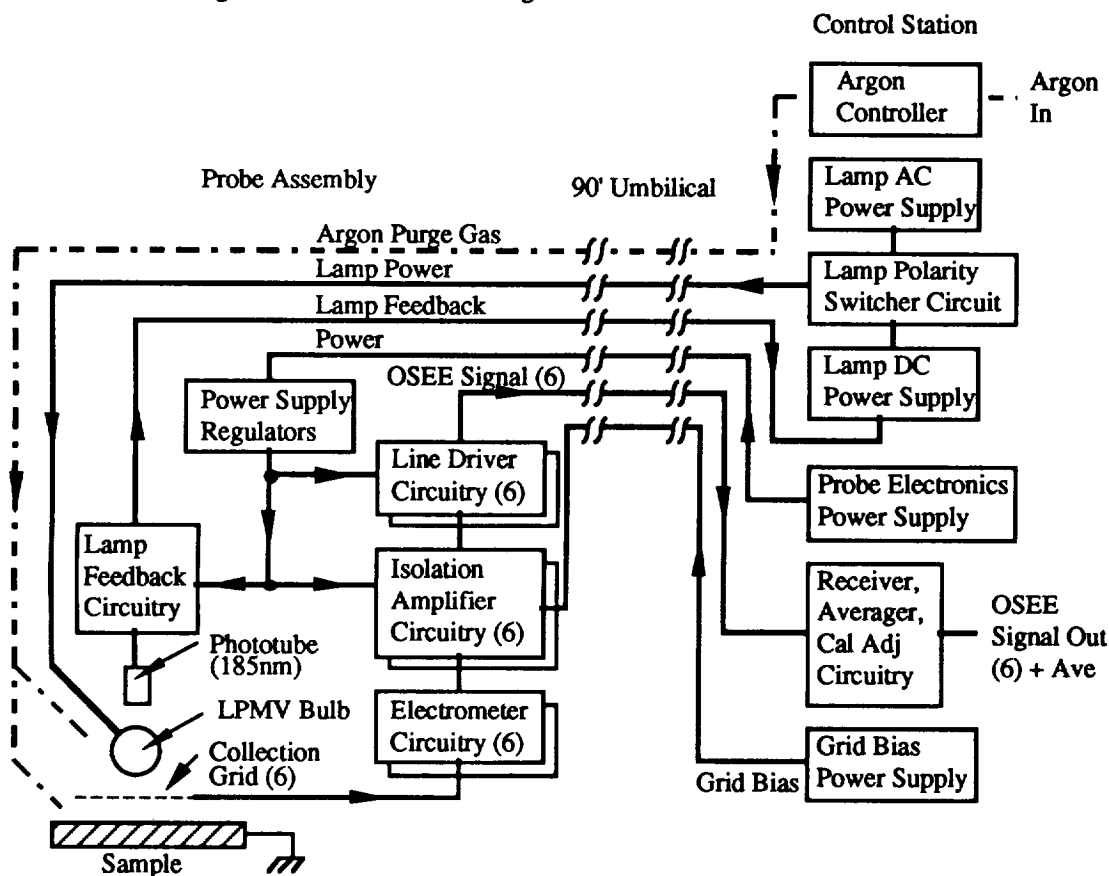 Control Station
Argon
Controller
Argon
In
Lamp AC
Power Supply
Probe Assembly
90' Umbilical
Argon Purge Gas
Lamp Power
Lamp Polarity
Switcher Circuit
Lamp Feedback
Power
Lamp DC
Power Supply
OSEE Signal (6)
Power Supply
Regulators
Line Driver
Circuitry (6)
Probe Electronics
Power Supply
Lamp
Feedback
Circuitry
Isolation
Amplifier
Circuitry (6)
Receiver,
Averager,
Cal Adj
Circuitry
OSEE
Signal Out
(6) + Ave
Phototube
(185nm)
LPMV Bulb
Electrometer
Circuitry (6)
Collection
Grid (6)
Grid Bias
Grid Bias
Power Supply
Sample